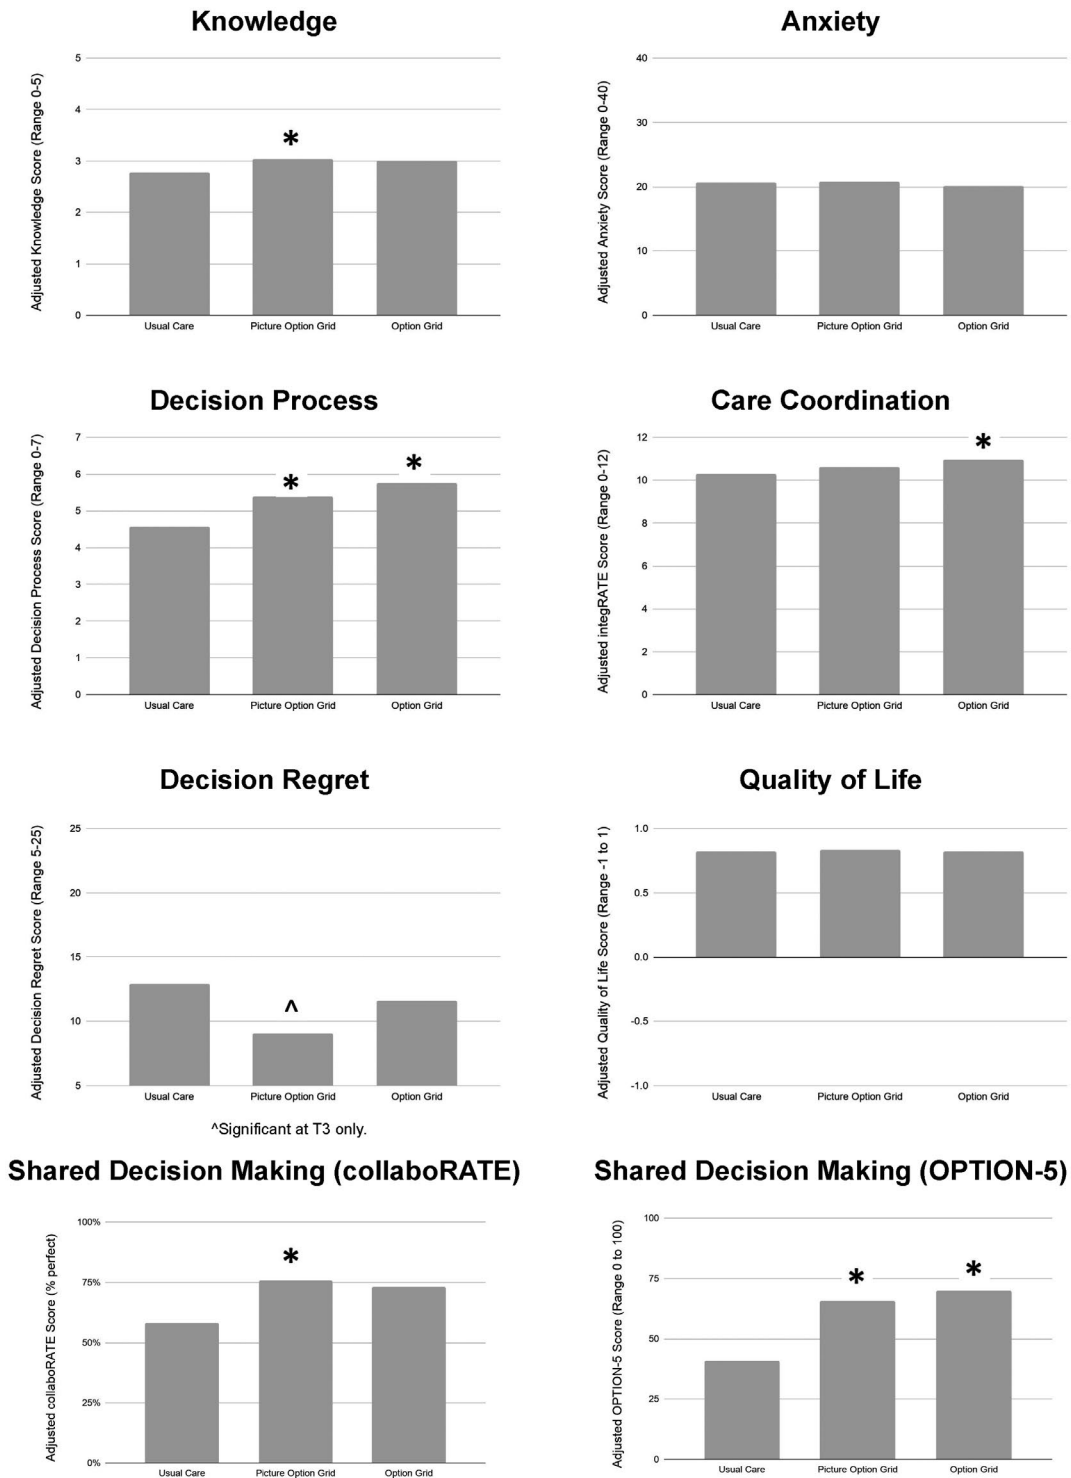 Knowledge
Adjusted Knowledge Score (Range 0-5)
5
4
3
2
1
0
*
Usual Care
Picture Option Grid
Option Grid
Anxiety
Adjusted Anxiety Score (Range 0-40)
40
30
20
10
0
Usual Care
Picture Option Grid
Option Grid
Decision Process
Adjusted Decision Process Score (Range 0-7)
7
6
5
4
3
2
1
0
*
*
Usual Care
Picture Option Grid
Option Grid
Care Coordination
Adjusted integRATE Score (Range 0-12)
12
10
8
6
4
2
0
*
Usual Care
Picture Option Grid
Option Grid
Decision Regret
Adjusted Decision Regret Score (Range 5-25)
25
20
15
10
5
^
Usual Care
Picture Option Grid
Option Grid
^Significant at T3 only.
Quality of Life
Adjusted Quality of Life Score (Range -1 to 1)
1.0
0.5
0.0
-0.5
-1.0
Usual Care
Picture Option Grid
Option Grid
Shared Decision Making (collaboRATE)
Adjusted collaboRATE Score (% perfect)
100%
75%
50%
25%
0%
*
Usual Care
Picture Option Grid
Option Grid
Shared Decision Making (OPTION-5)
Adjusted OPTION-5 Score (Range 0 to 100)
100
75
50
25
0
*
*
Usual Care
Picture Option Grid
Option Grid